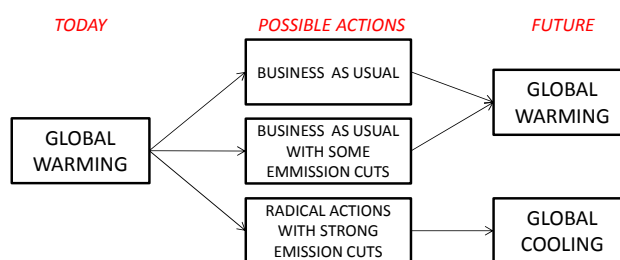 TODAY
POSSIBLE ACTIONS
FUTURE
BUSINESS AS USUAL
GLOBAL
WARMING
BUSINESS AS USUAL
WITH SOME
EMMISSION CUTS
RADICAL ACTIONS
WITH STRONG
EMISSION CUTS
GLOBAL
WARMING
GLOBAL
COOLING